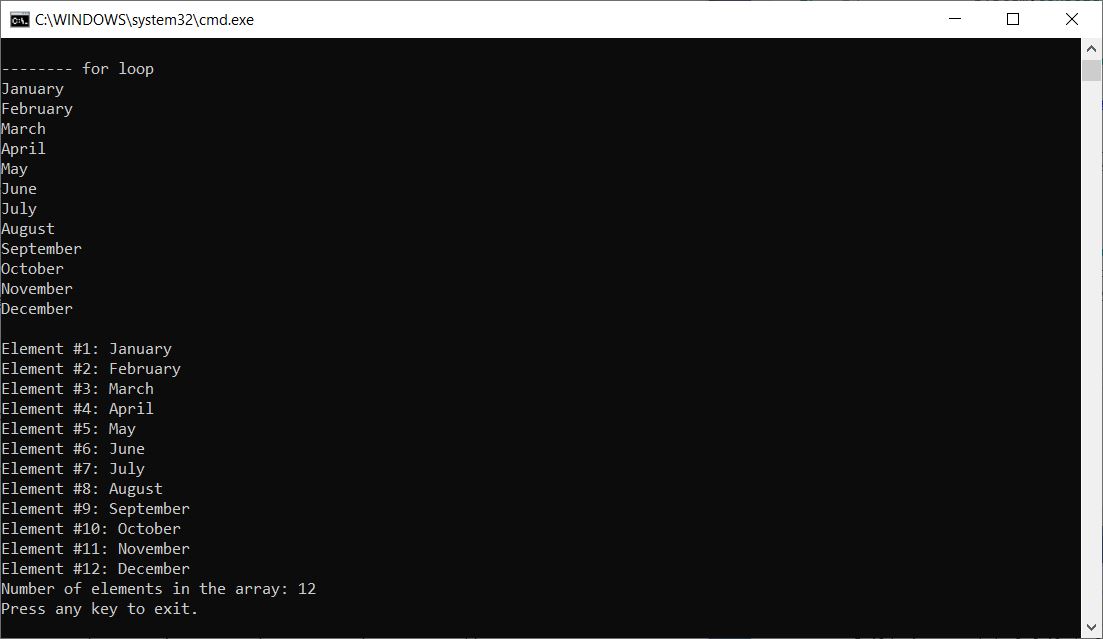 C:\WINDOWS\system32\cmd.exe
-------- for loop
January
February
March
April
May
June
July
August
September
October
November
December
Element #1: January
Element #2: February
Element #3: March
Element #4: April
Element #5: May
Element #6: June
Element #7: July
Element #8: August
Element #9: September
Element #10: October
Element #11: November
Element #12: December
Number of elements in the array: 12
Press any key to exit.